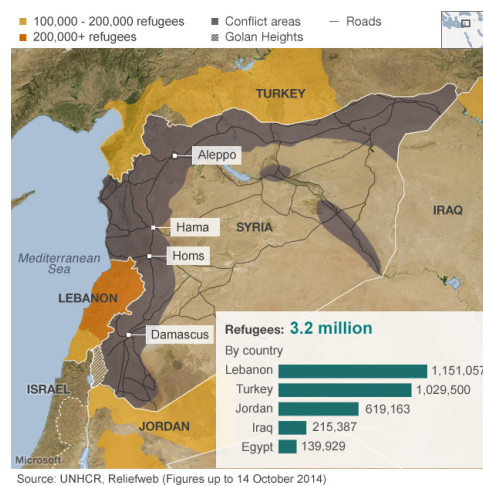 100,000 - 200,000 refugees
Conflict areas
Roads
200,000+ refugees
Golan Heights
TURKEY
Aleppo
IRAQ
Hama
SYRIA
Mediterranean
Sea
Homs
LEBANON
Damascus
Refugees: 3.2 million
By country
Lebanon 1,151,057
Turkey 1,029,500
Jordan 619,163
Iraq 215,387
Egypt 139,929
ISRAEL
JORDAN
Microsoft
Source: UNHCR, Reliefweb (Figures up to 14 October 2014)